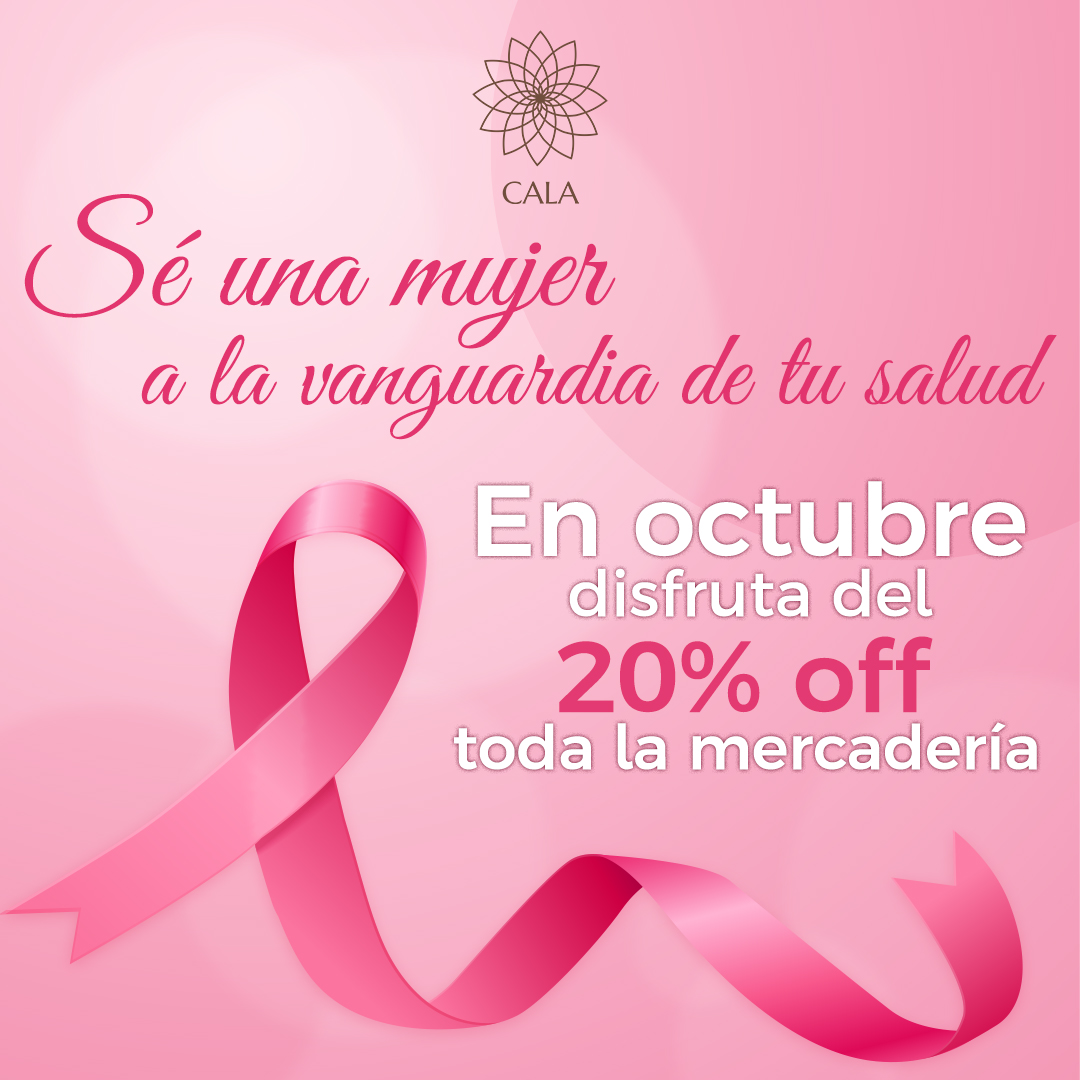 CALA
Sé una mujer
a la vanguardia de tu salud
En octubre
disfruta del
20% off
toda la mercadería